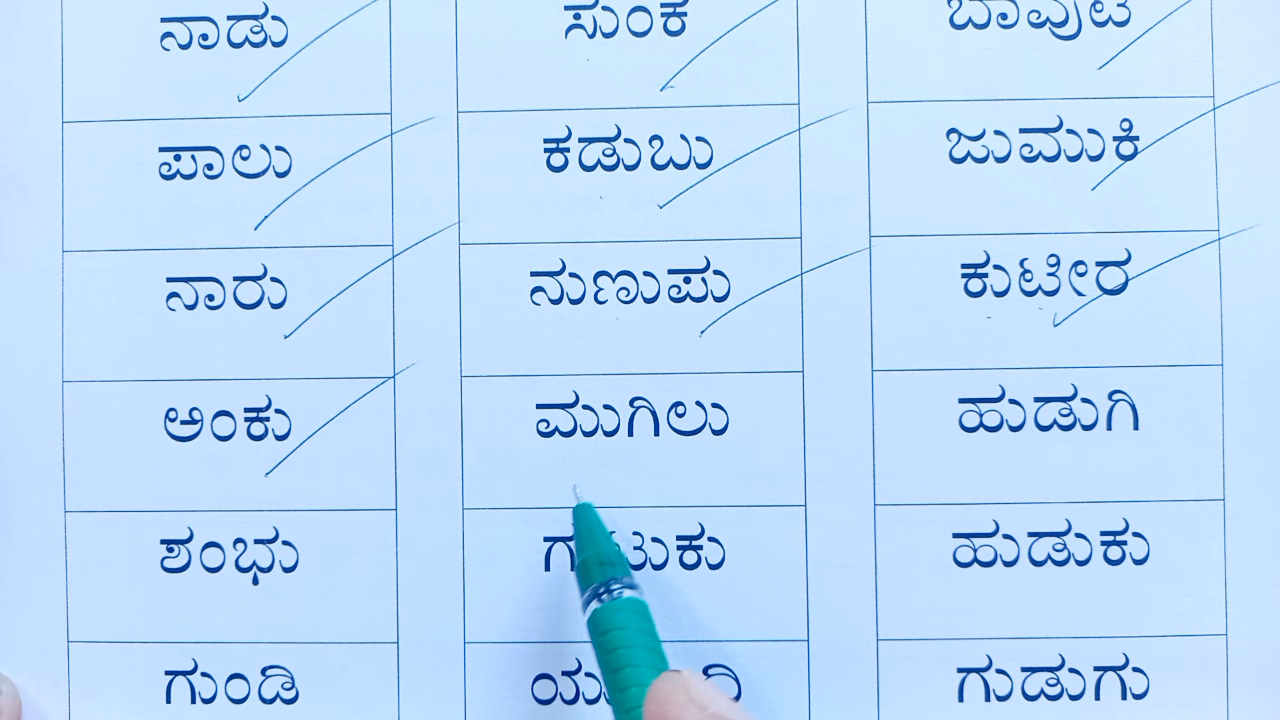 ನಾಡು ಸುಂಕ ಬಾವುಟ
ಪಾಲು ಕಡುಬು ಜುಮುಕಿ
ನಾರು ನುಣುಪು ಕುಟೀರ
ಅಂಕು ಮುಗಿಲು ಹುಡುಗಿ
ಶಂಭು ಹುಡುಕು
ಗುಂಡಿ ಗುಡುಗು